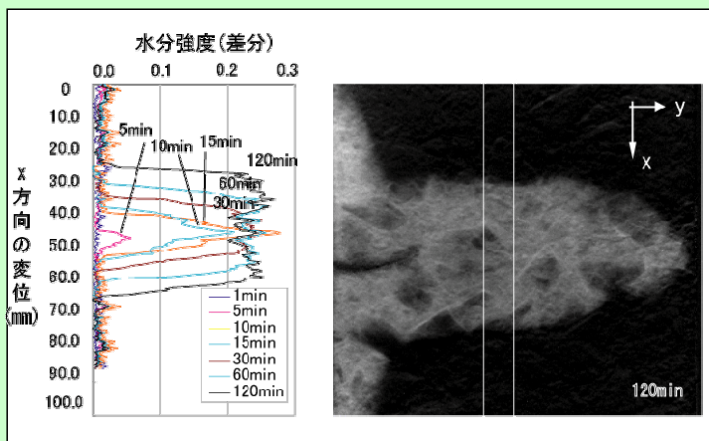 水分強度(差分)
0.0 0.1 0.2 0.3
0
10.0
20.0
30.0
40.0
50.0
60.0
70.0
80.0
90.0
100.0
x方向の変位(mm)
5min
10min
15min
120min
60min
30min
1min
5min
10min
15min
30min
60min
120min
y
x
120min